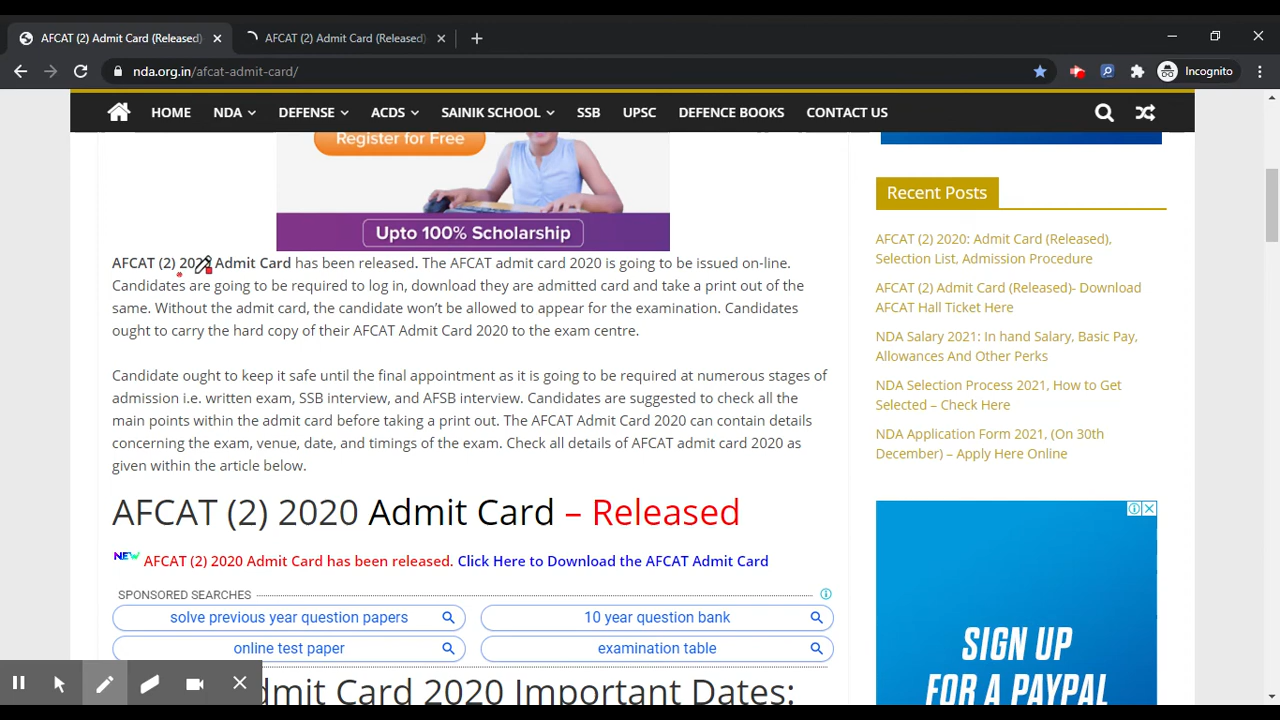 AFCAT (2) Admit Card (Released)
AFCAT (2) Admit Card (Released)
nda.org.in/afcat-admit-card/
Incognito
HOME NDA DEFENSE ACDS SAINIK SCHOOL SSB UPSC DEFENCE BOOKS CONTACT US
Register for Free
Upto 100% Scholarship
AFCAT (2) 2020 Admit Card has been released. The AFCAT admit card 2020 is going to be issued on-line.
Candidates are going to be required to log in, download they are admitted card and take a print out of the
same. Without the admit card, the candidate won’t be allowed to appear for the examination. Candidates
ought to carry the hard copy of their AFCAT Admit Card 2020 to the exam centre.
Candidate ought to keep it safe until the final appointment as it is going to be required at numerous stages of
admission i.e. written exam, SSB interview, and AFSB interview. Candidates are suggested to check all the
main points within the admit card before taking a print out. The AFCAT Admit Card 2020 can contain details
concerning the exam, venue, date, and timings of the exam. Check all details of AFCAT admit card 2020 as
given within the article below.
AFCAT (2) 2020 Admit Card – Released
NEW AFCAT (2) 2020 Admit Card has been released. Click Here to Download the AFCAT Admit Card
SPONSORED SEARCHES
solve previous year question papers
10 year question bank
online test paper
examination table
dmit Card 2020 Important Dates:
Recent Posts
AFCAT (2) 2020: Admit Card (Released),
Selection List, Admission Procedure
AFCAT (2) Admit Card (Released)- Download
AFCAT Hall Ticket Here
NDA Salary 2021: In hand Salary, Basic Pay,
Allowances And Other Perks
NDA Selection Process 2021, How to Get
Selected – Check Here
NDA Application Form 2021, (On 30th
December) – Apply Here Online
SIGN UP
FOR A PAYPAL